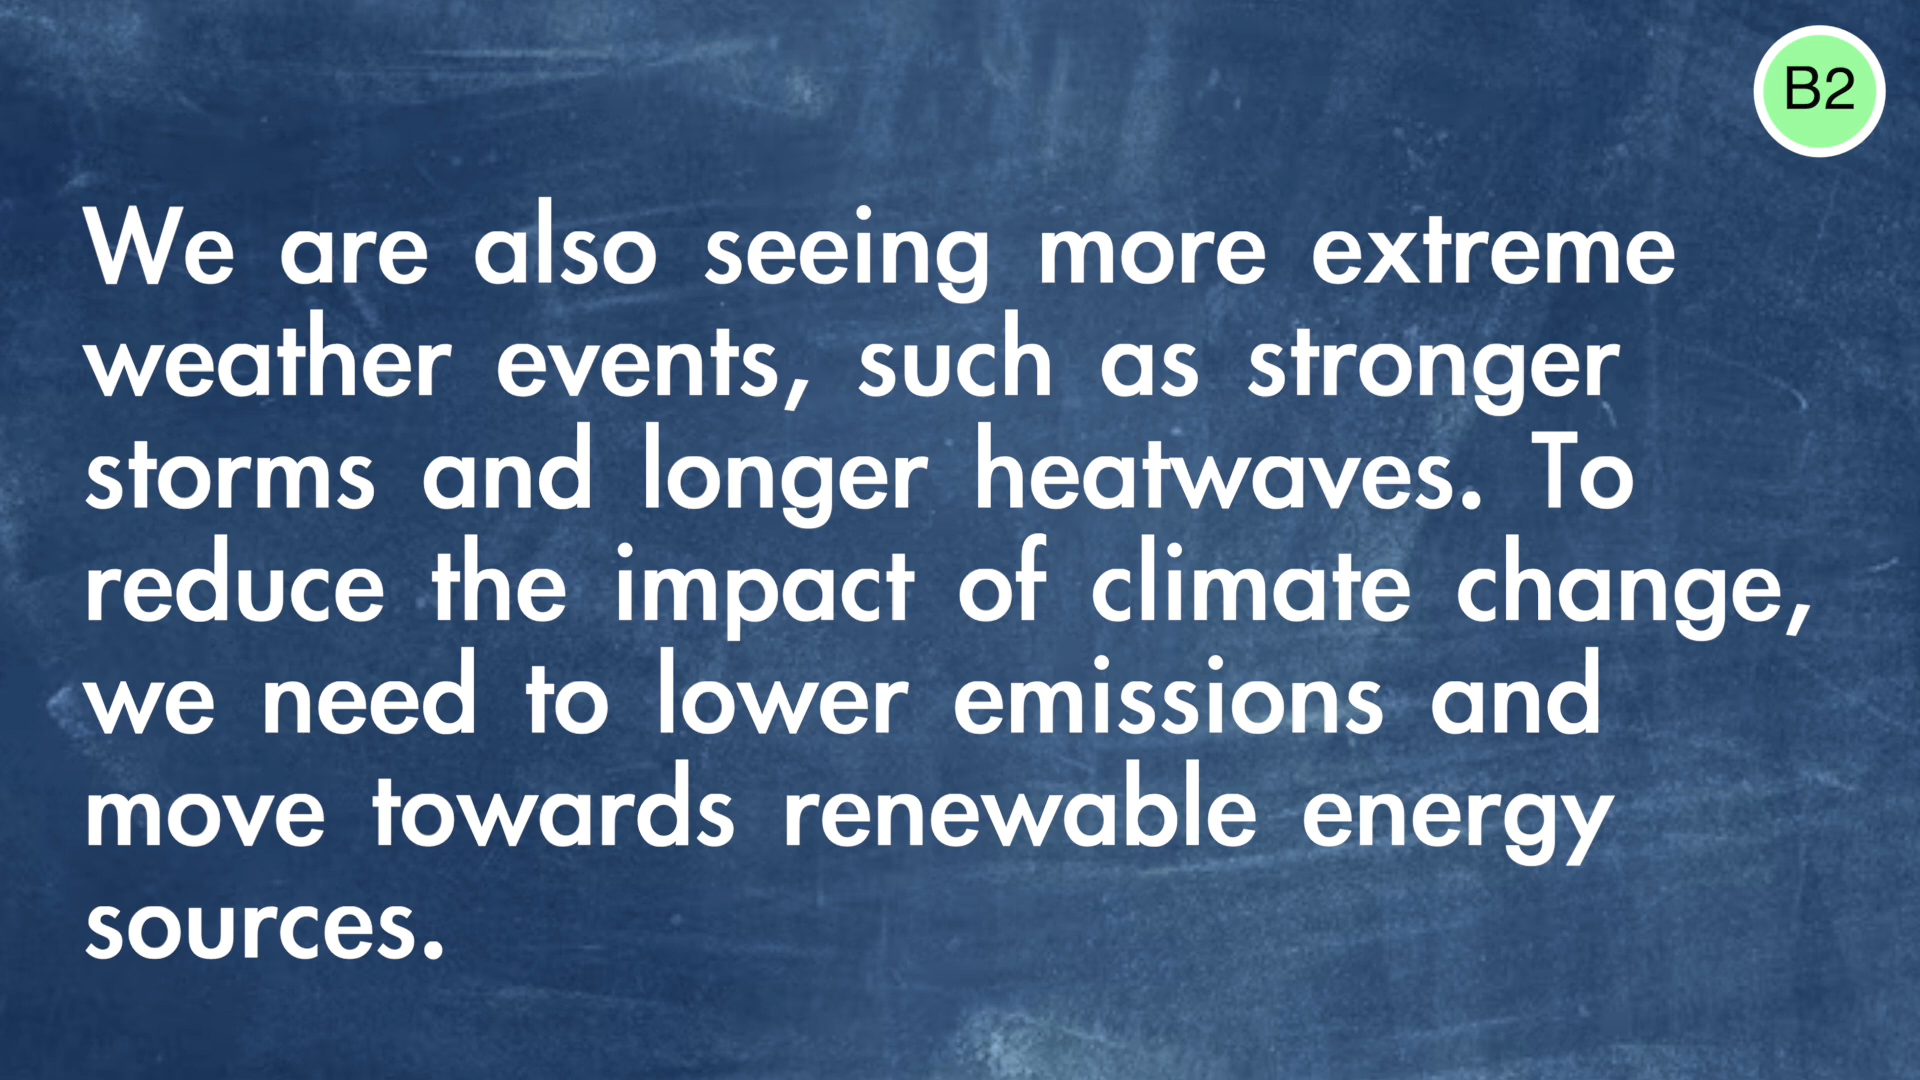 B2
We are also seeing more extreme
weather events, such as stronger
storms and longer heatwaves. To
reduce the impact of climate change,
we need to lower emissions and
move towards renewable energy
sources.